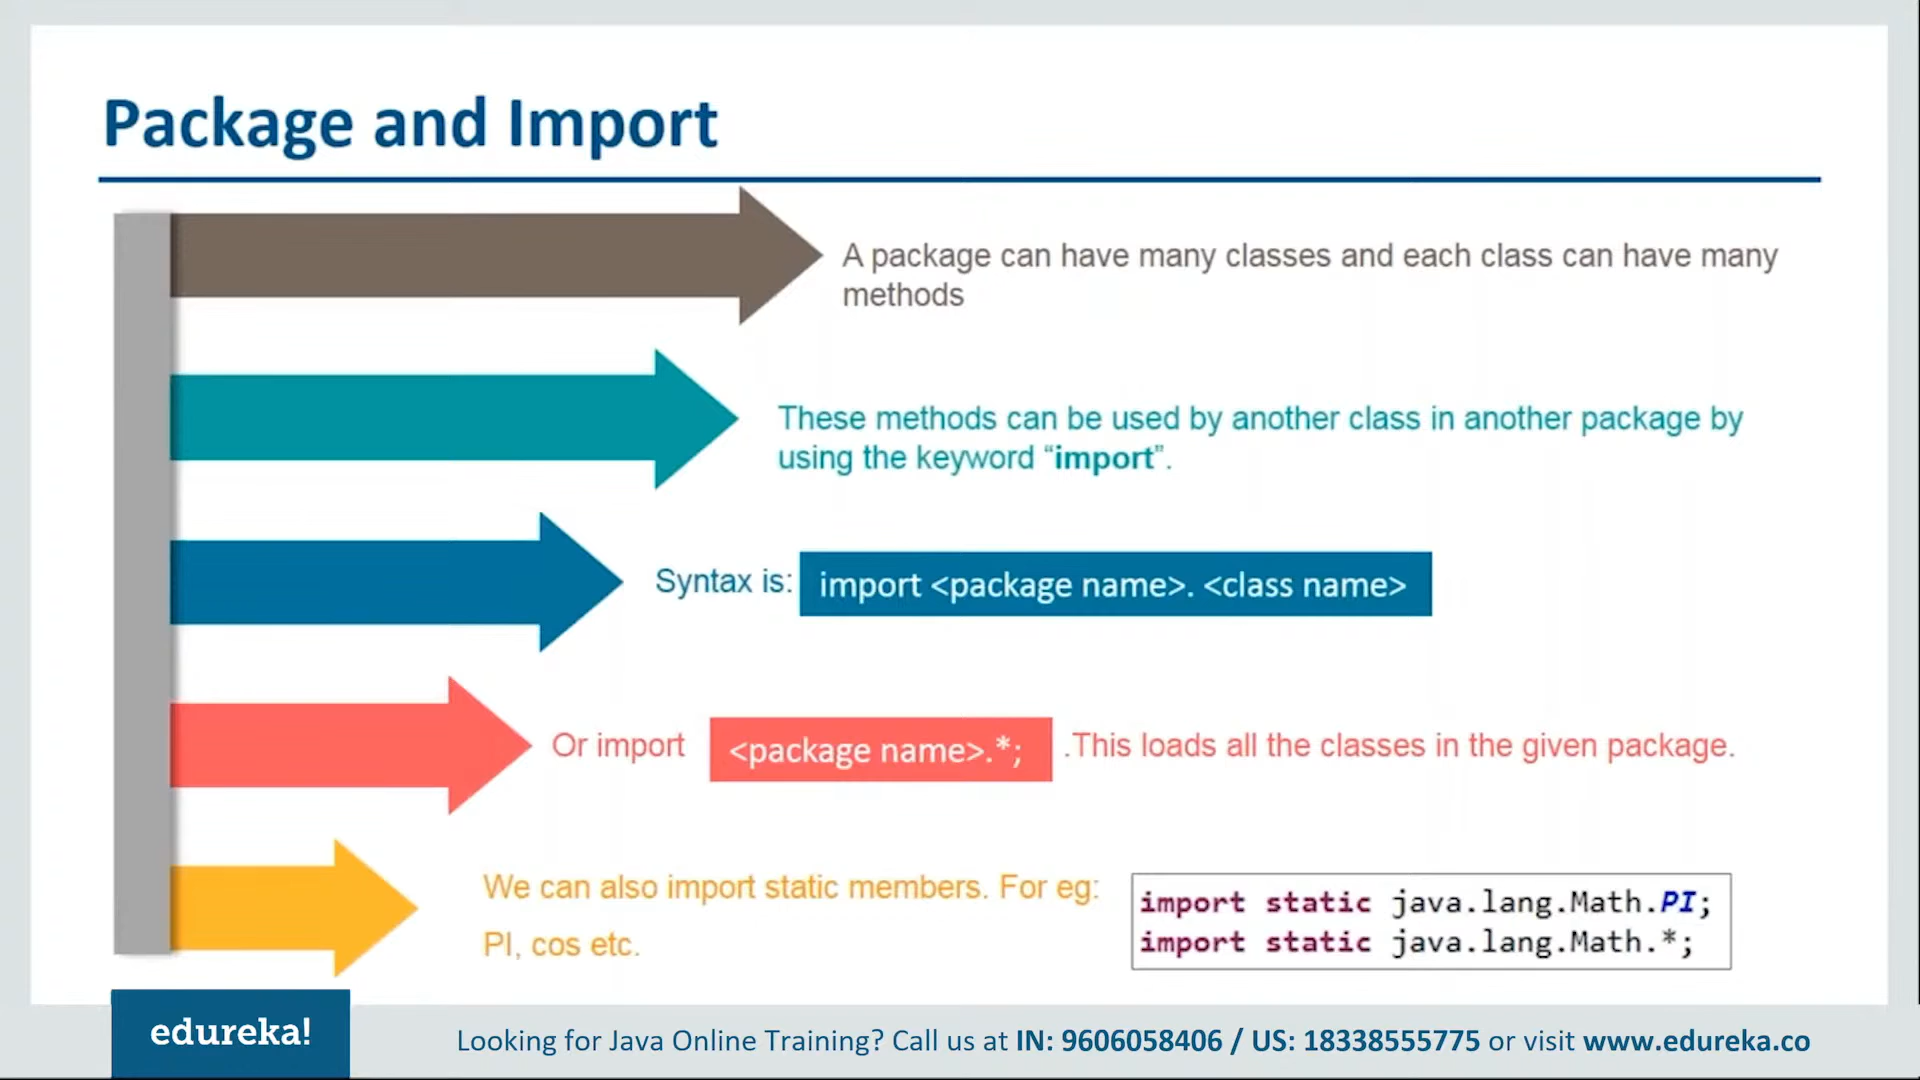 Package and Import
A package can have many classes and each class can have many
methods
These methods can be used by another class in another package by
using the keyword “import”.
Syntax is: import <package name>. <class name>
Or import <package name>.*; .This loads all the classes in the given package.
We can also import static members. For eg:
PI, cos etc.
import static java.lang.Math.PI;
import static java.lang.Math.*;
edureka!
Looking for Java Online Training? Call us at IN: 9606058406 / US: 18338555775 or visit www.edureka.co